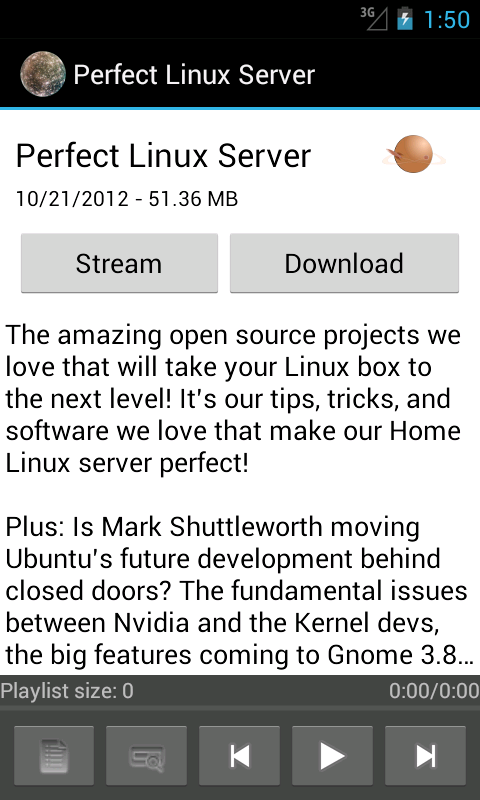 3G 1:50
Perfect Linux Server
Perfect Linux Server
10/21/2012 - 51.36 MB
Stream Download
The amazing open source projects we
love that will take your Linux box to
the next level! It's our tips, tricks, and
software we love that make our Home
Linux server perfect!
Plus: Is Mark Shuttleworth moving
Ubuntu's future development behind
closed doors? The fundamental issues
between Nvidia and the Kernel devs,
the big features coming to Gnome 3.8...
Playlist size: 0 0:00/0:00